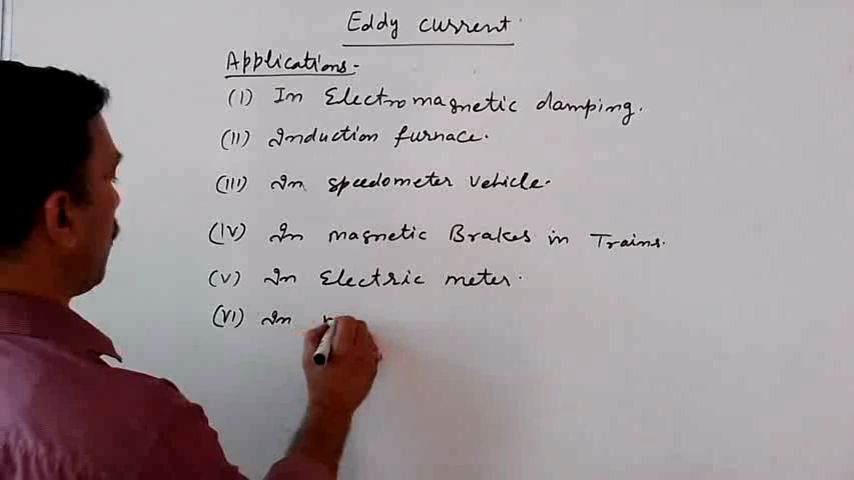 Eddy current
Applications-
(I) In Electromagnetic damping.
(II) Induction furnace.
(III) In speedometer vehicle.
(IV) In magnetic Brakes in Trains.
(V) In Electric meter.
(VI) In